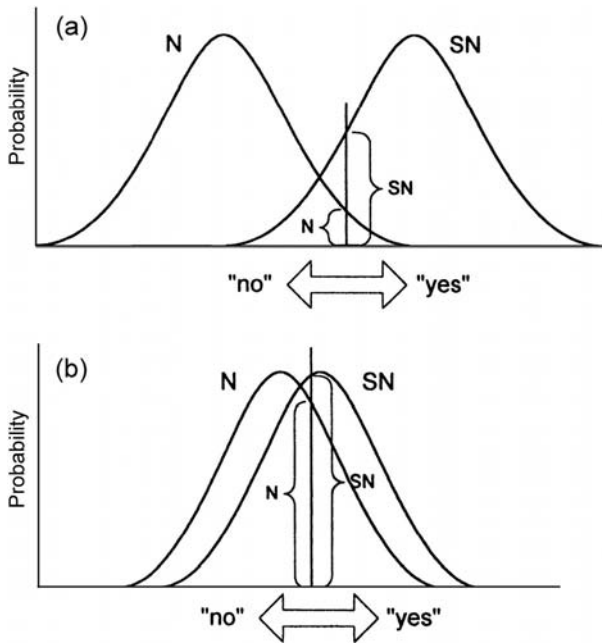 (a)
N
SN
Probability
SN
N
"no" "yes"
(b)
N
SN
Probability
N
SN
"no" "yes"